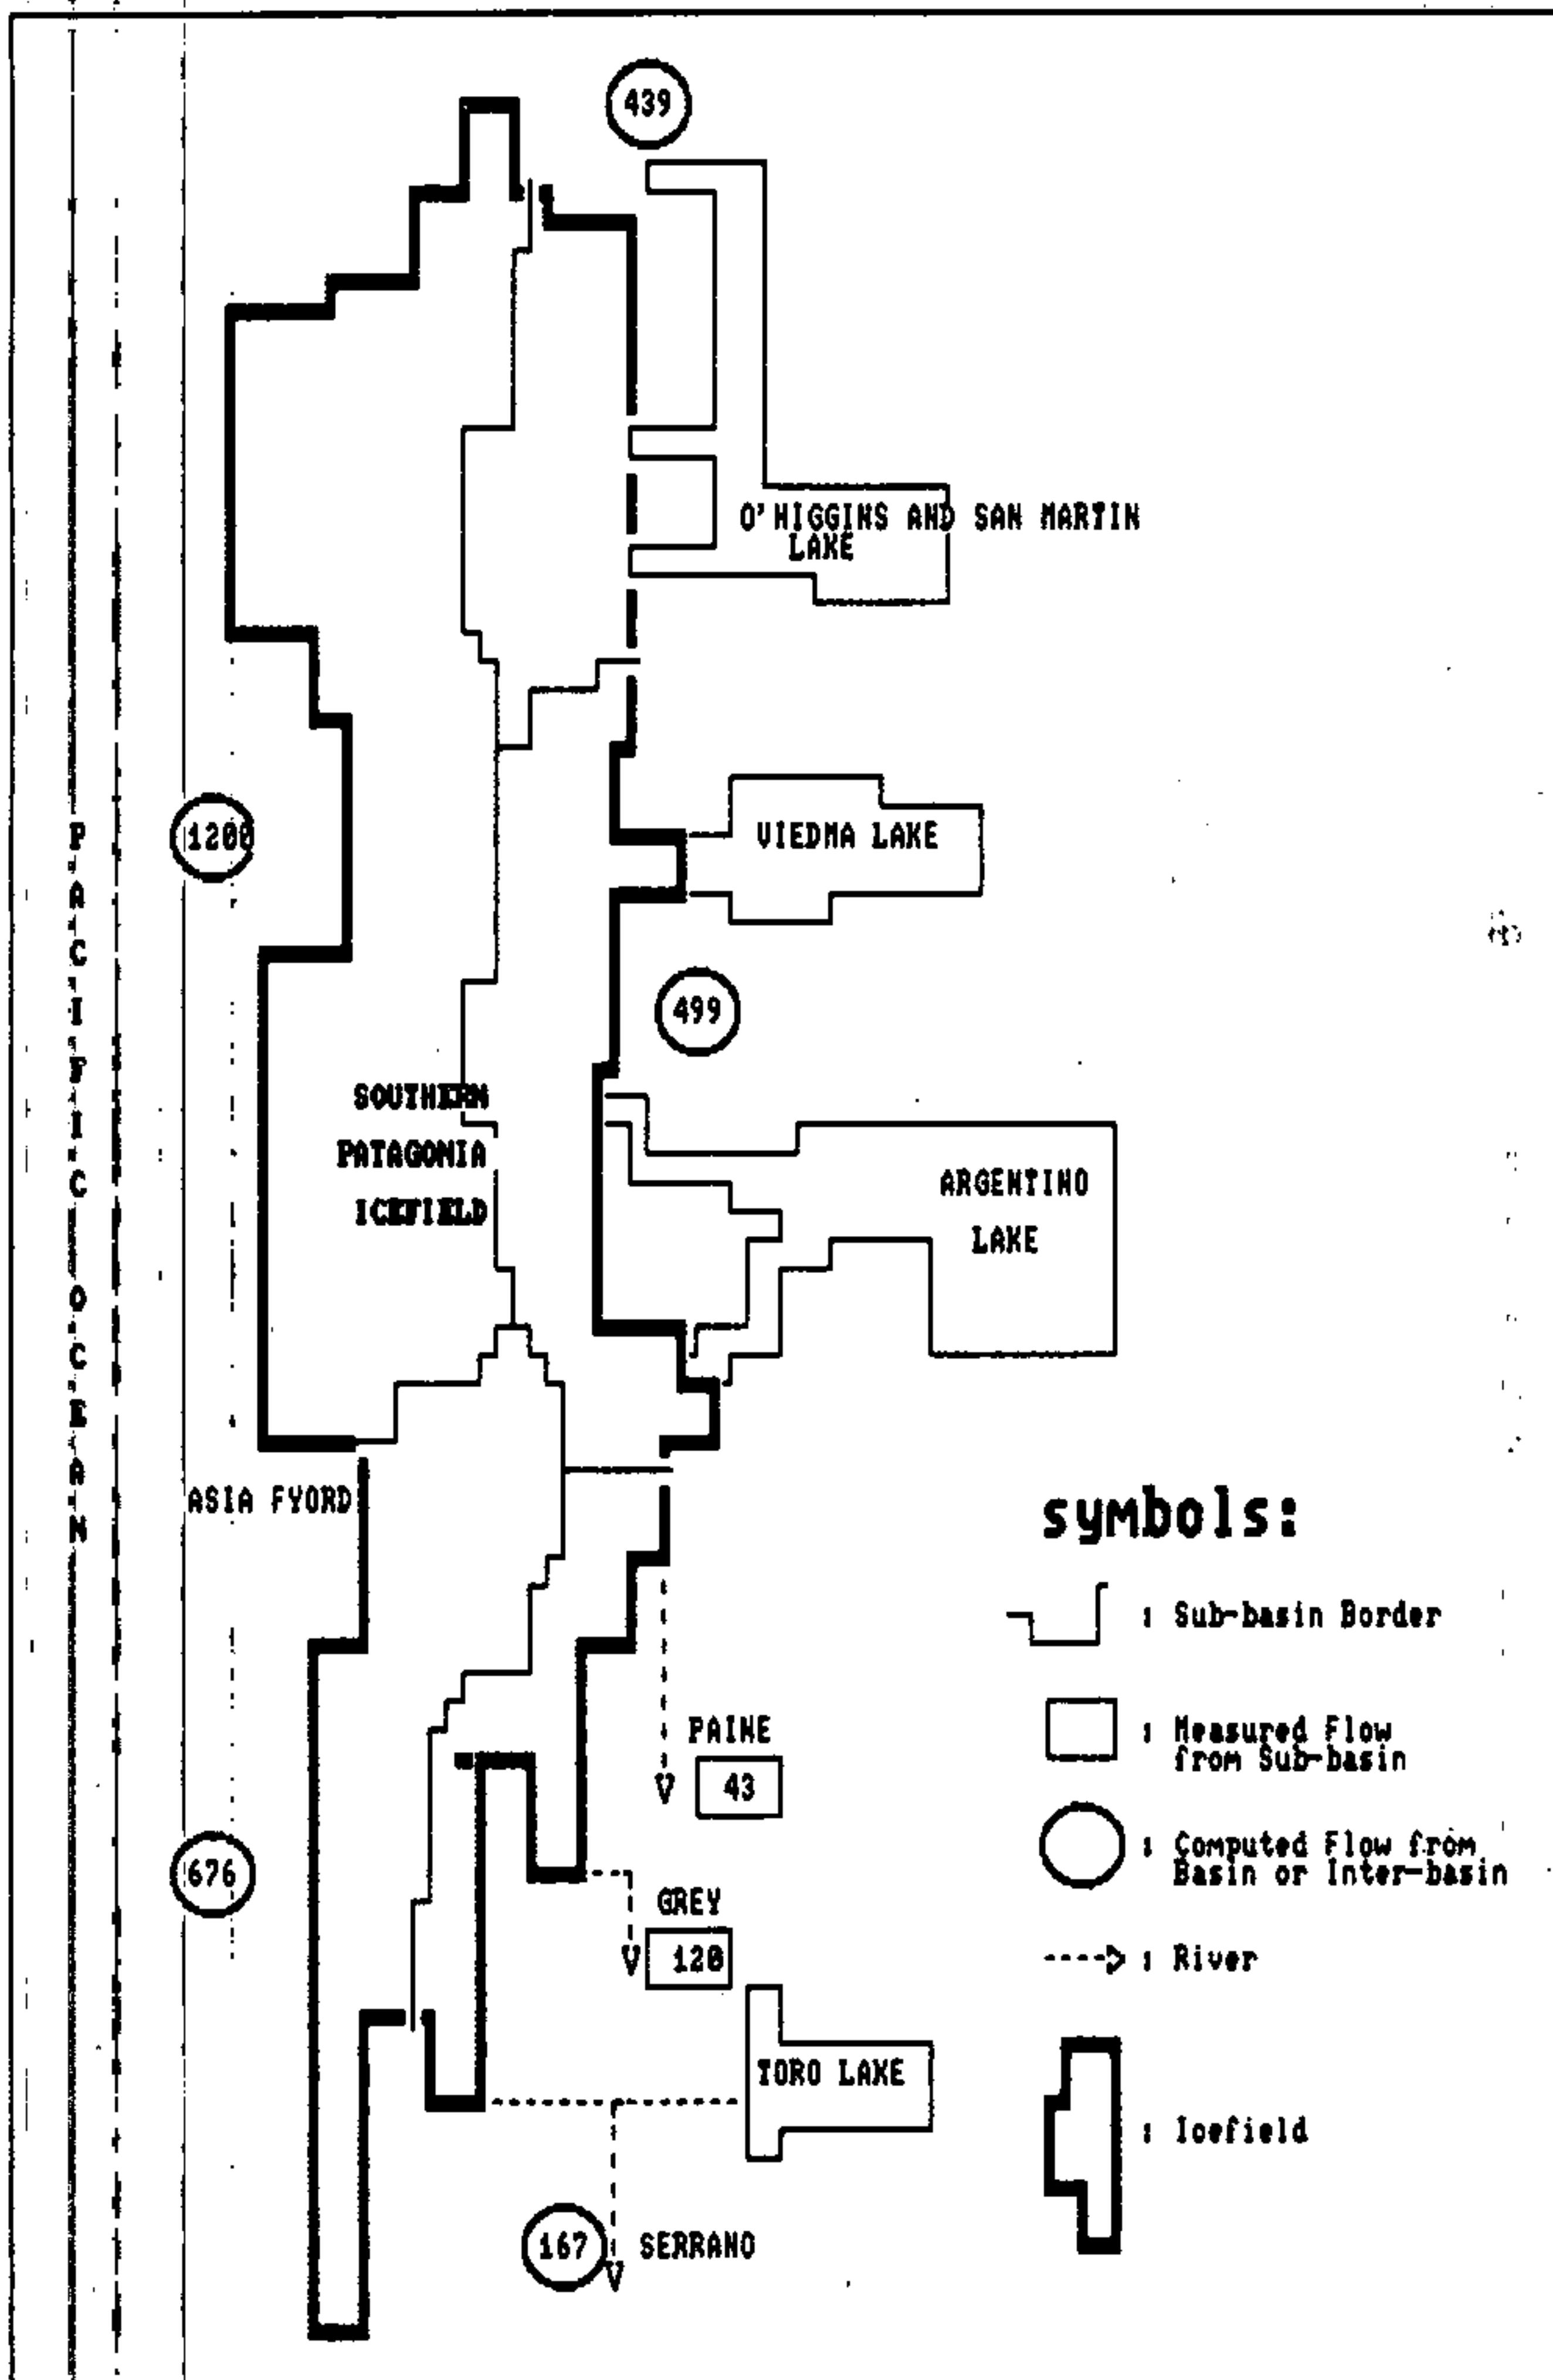 439
O'HIGGINS AND SAN MARTIN
LAKE
1200
VIEDMA LAKE
PACIFIC OCEAN
499
SOUTHERN
PATAGONIA
ICEFIELD
ARGENTINO
LAKE
ASIA FYORD
symbols:
: Sub-basin Border
PAINE
43
: Measured Flow
from Sub-basin
676
: Computed Flow from
Basin or Inter-basin
GREY
120
: River
TORO LAKE
: Icefield
167
SERRANO